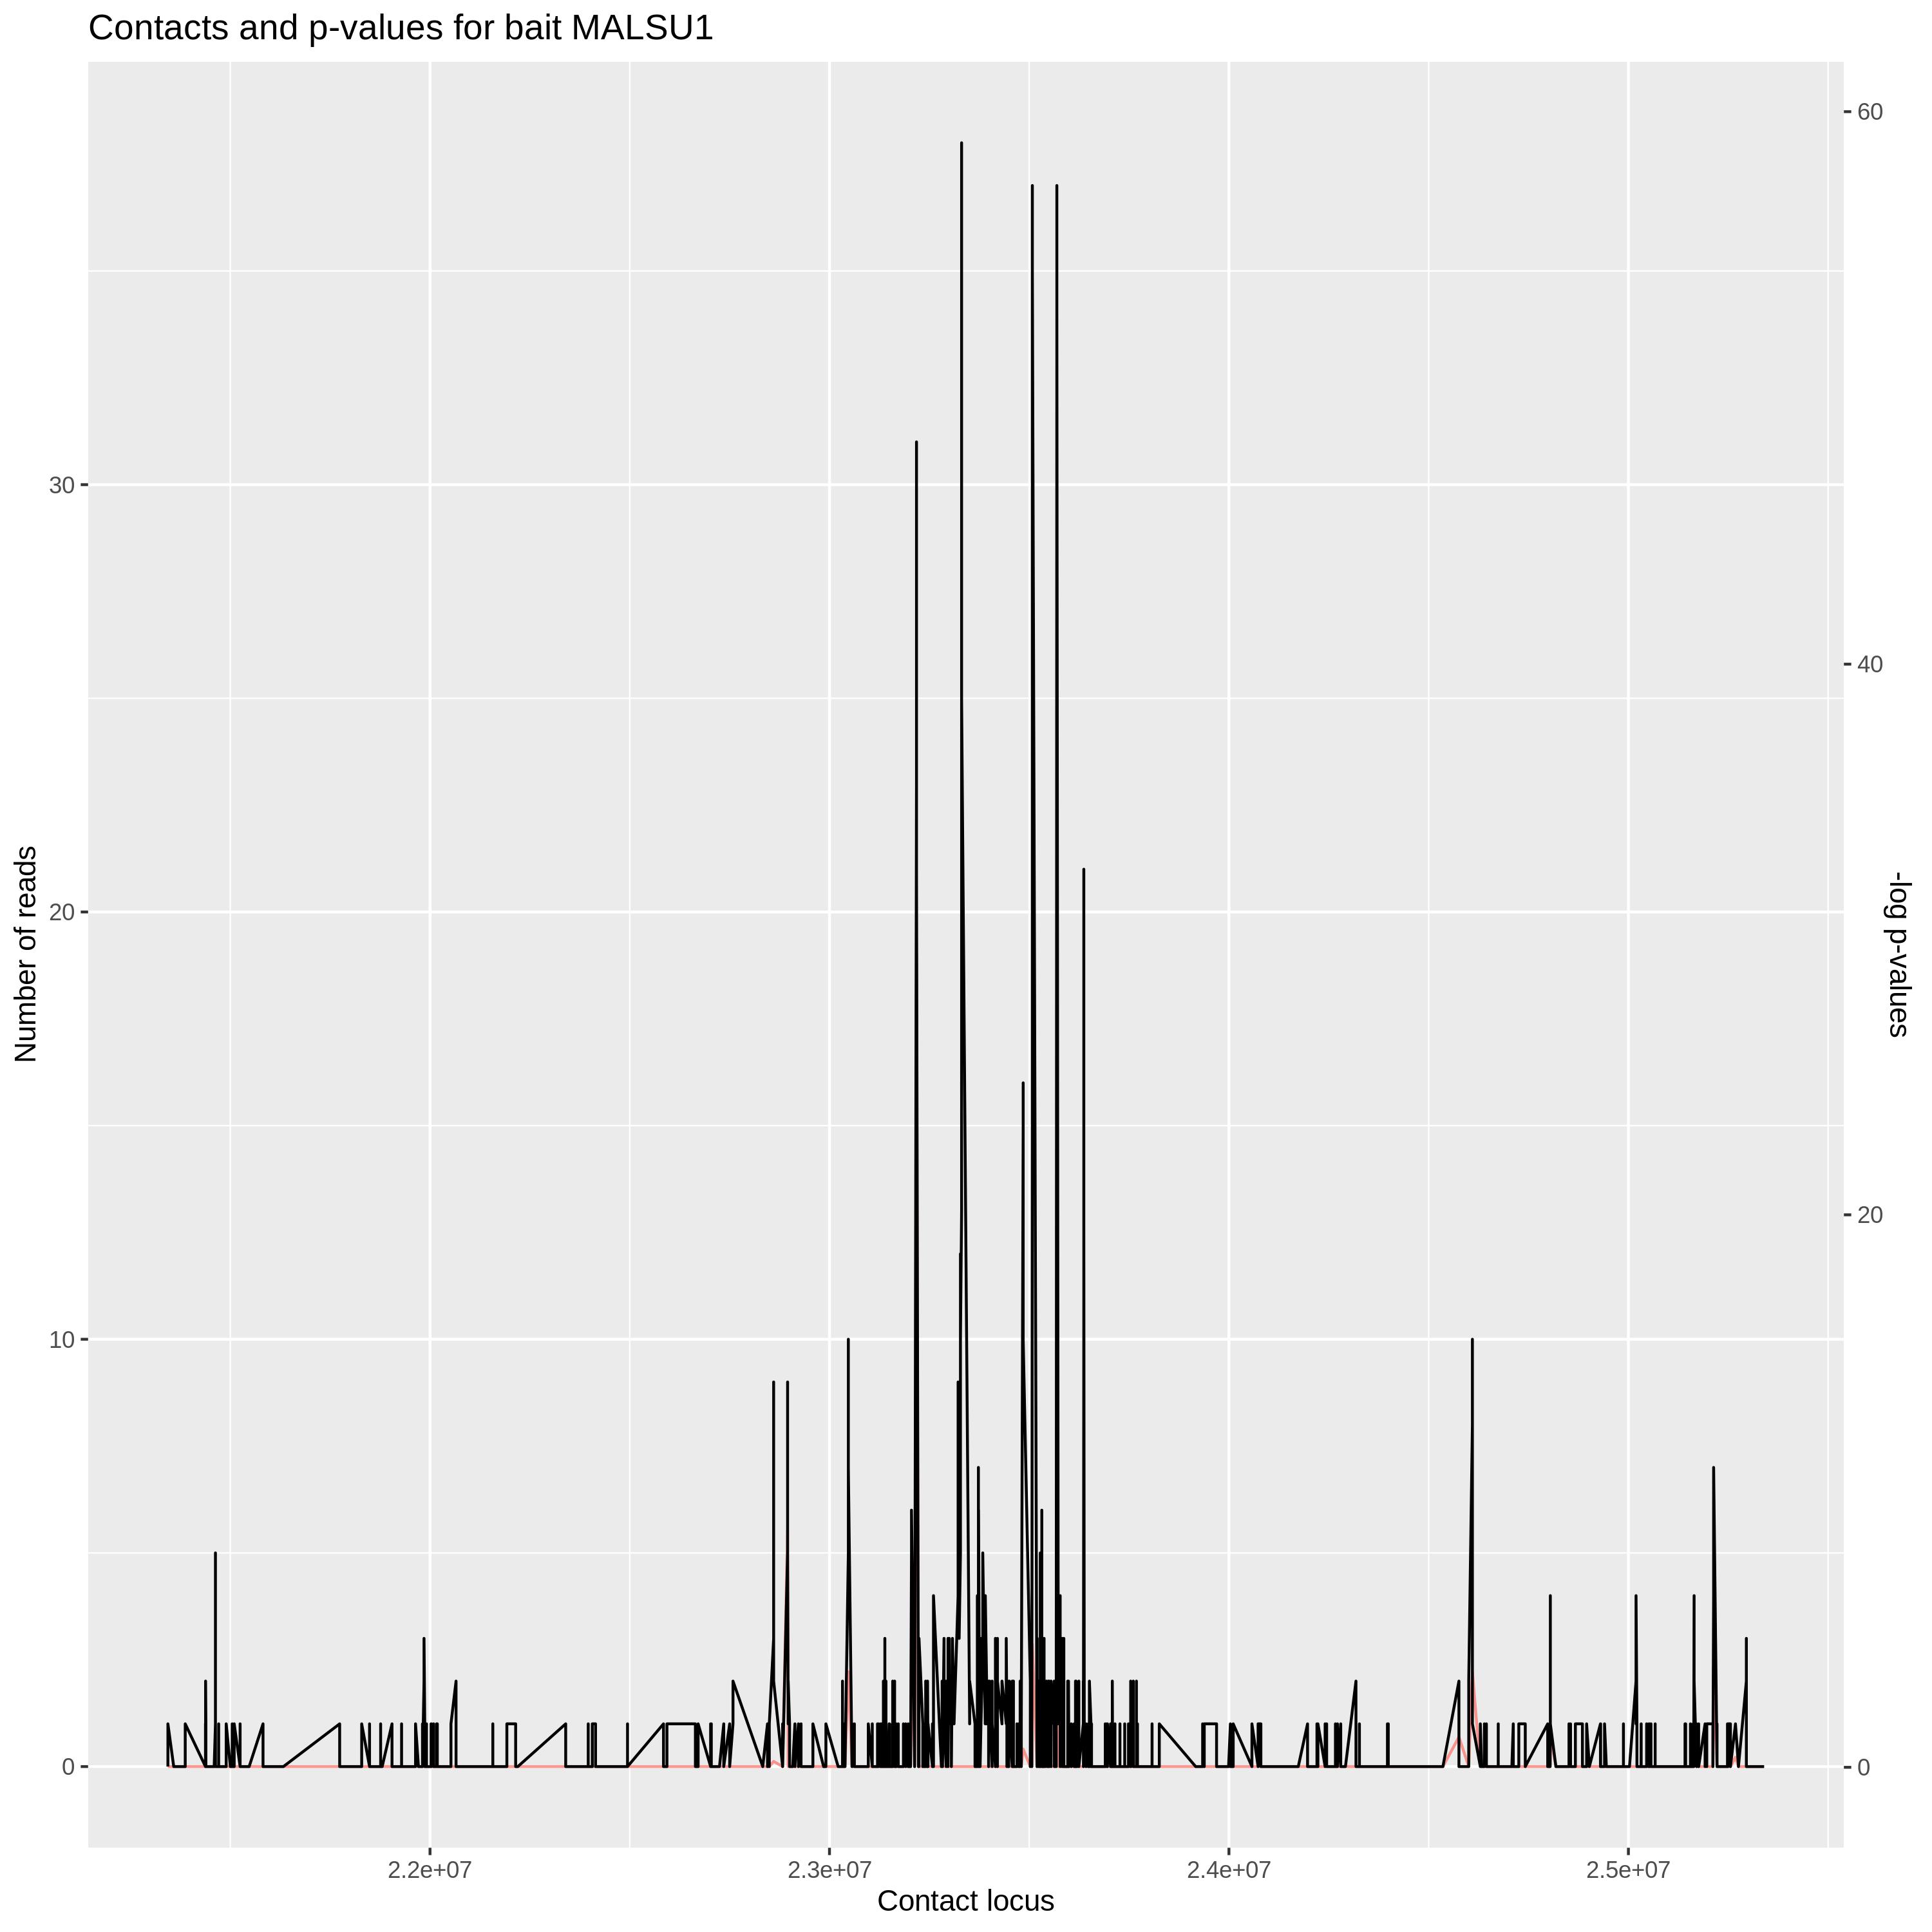 Contacts and p-values for bait MALSU1
60
30
40
Number of reads
-log p-values
20
20
10
0
0
2.2e+07
2.3e+07
2.4e+07
2.5e+07
Contact locus